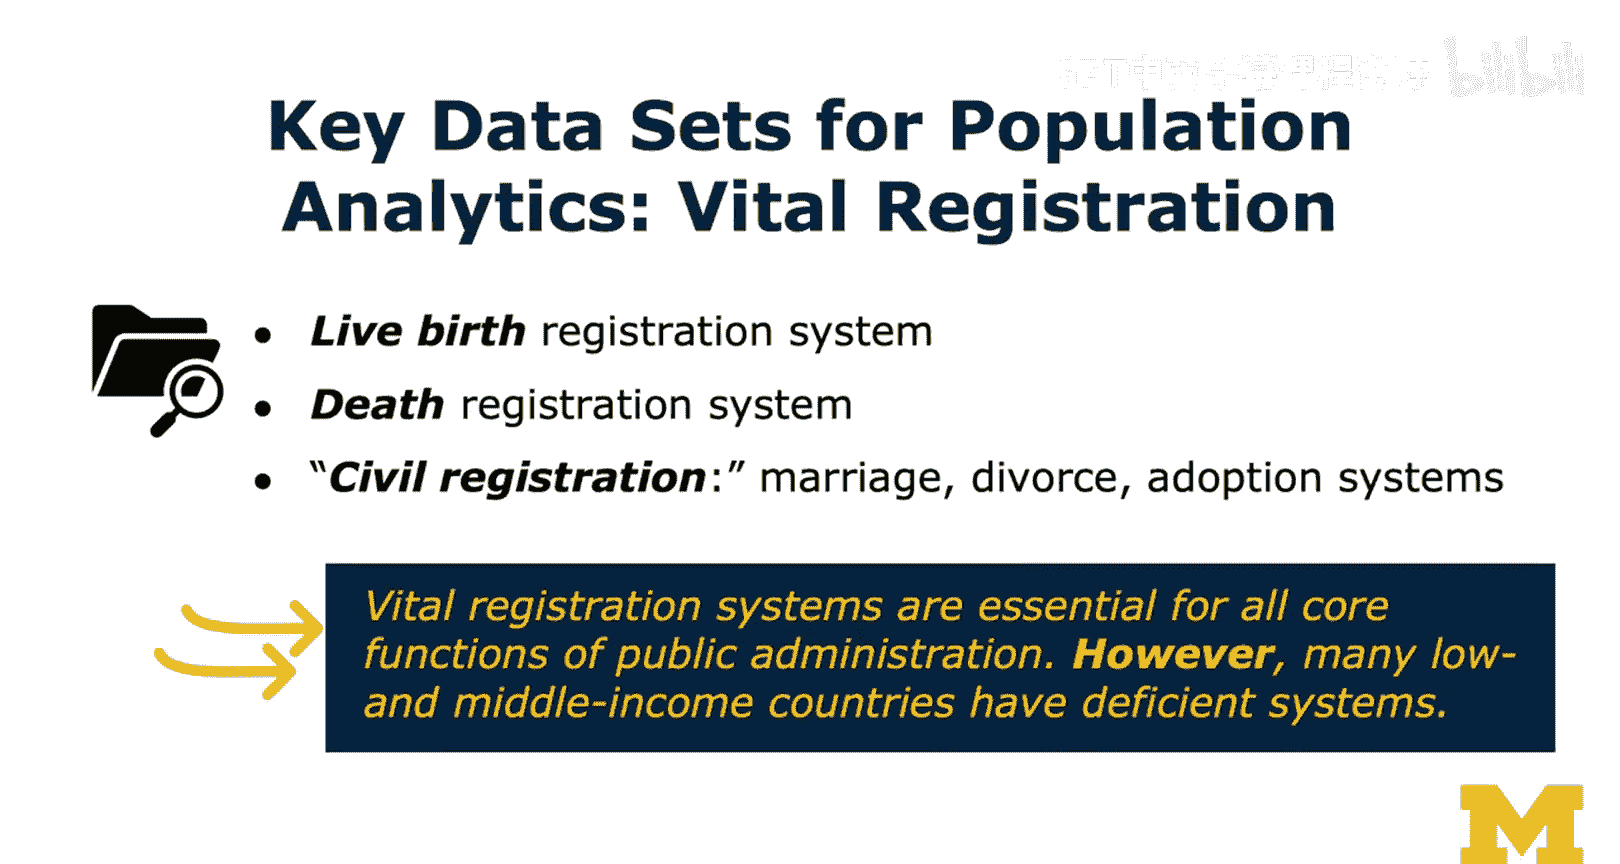 bilibili
Key Data Sets for Population
Analytics: Vital Registration
• Live birth registration system
• Death registration system
• “Civil registration:” marriage, divorce, adoption systems
Vital registration systems are essential for all core
functions of public administration. However, many low-
and middle-income countries have deficient systems.
M